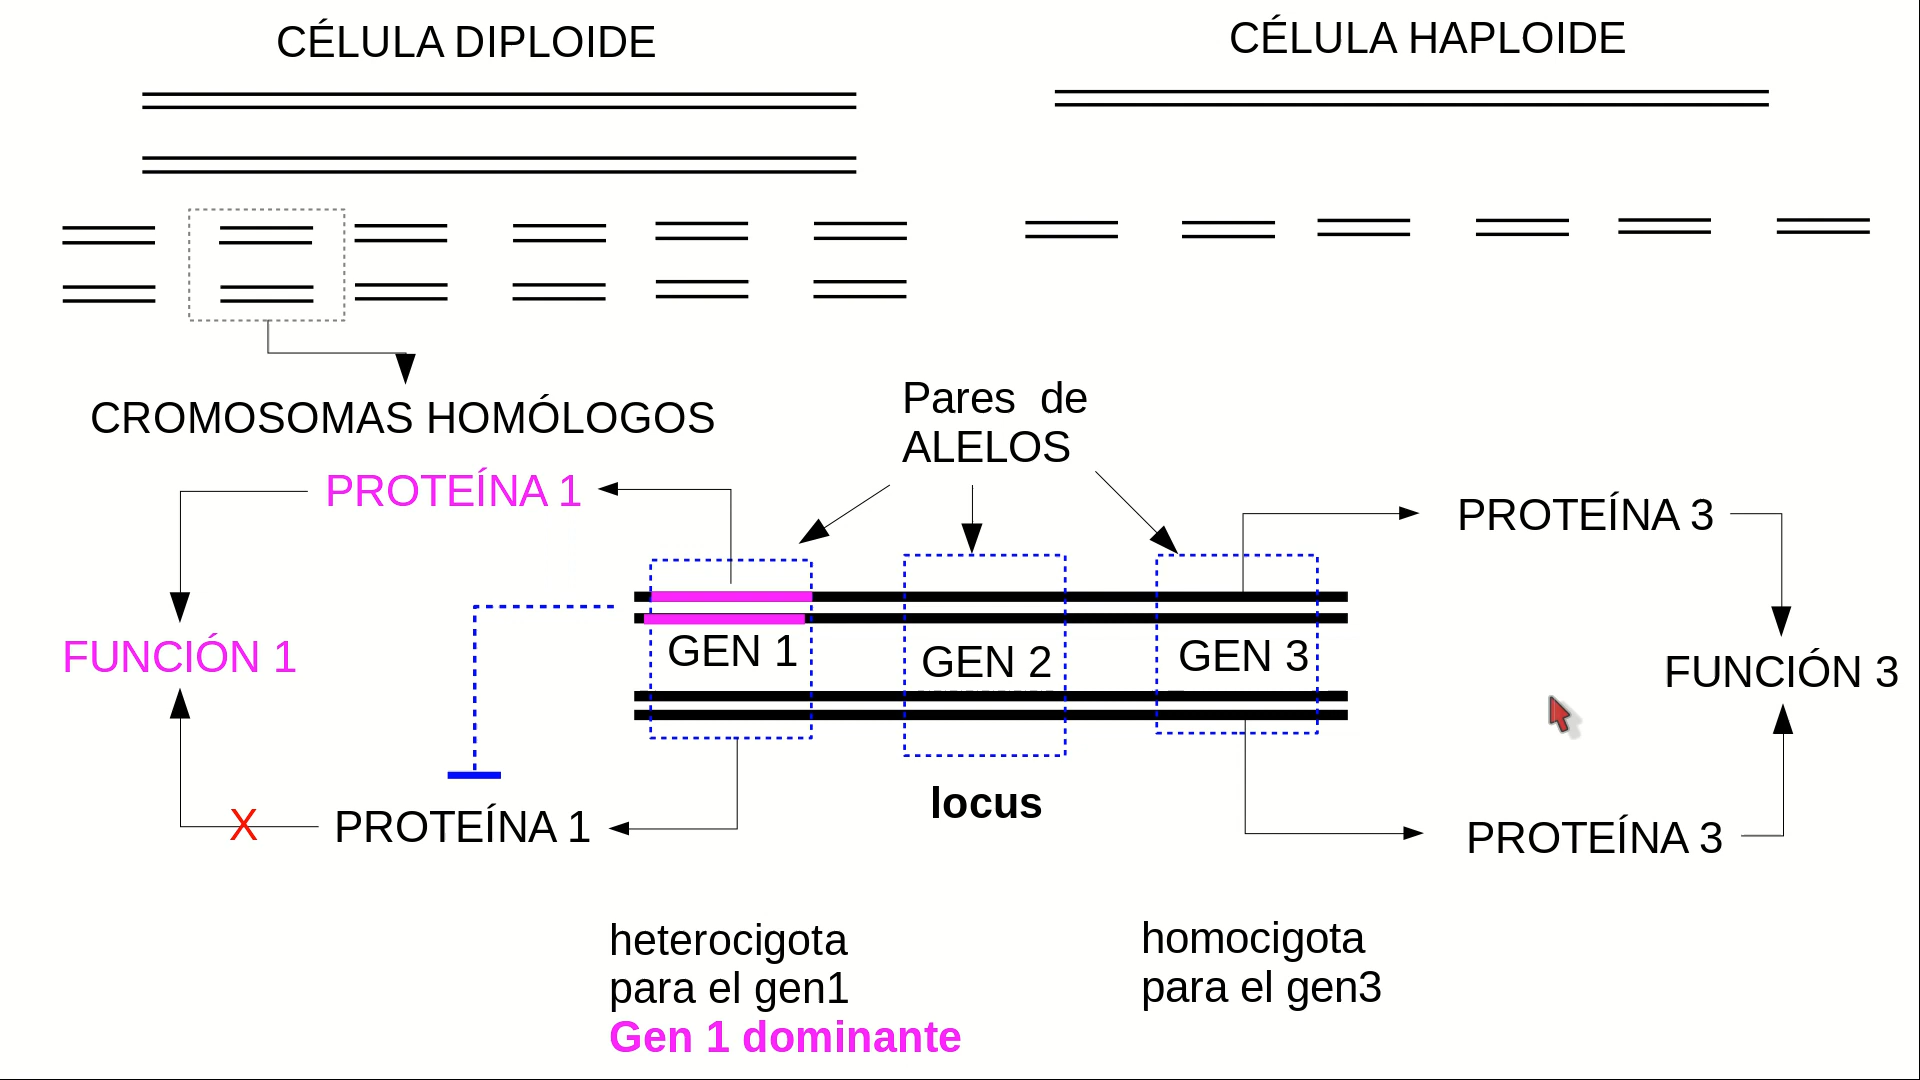 CÉLULA DIPLOIDE
CÉLULA HAPLOIDE
CROMOSOMAS HOMÓLOGOS
Pares de
ALELOS
PROTEÍNA 1
PROTEÍNA 3
FUNCIÓN 1
GEN 1
GEN 2
GEN 3
FUNCIÓN 3
locus
X
PROTEÍNA 1
PROTEÍNA 3
heterocigota
para el gen1
Gen 1 dominante
homocigota
para el gen3